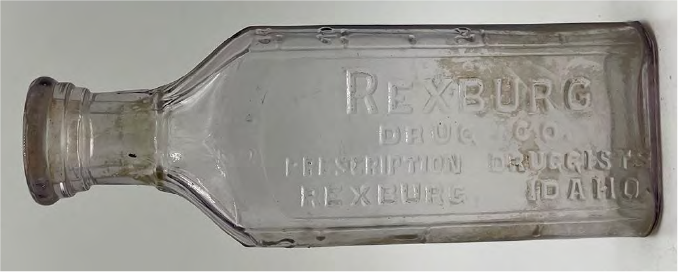 REXBURG
DRUG CO.
PRESCRIPTION DRUGGISTS
REXBURG IDAHO